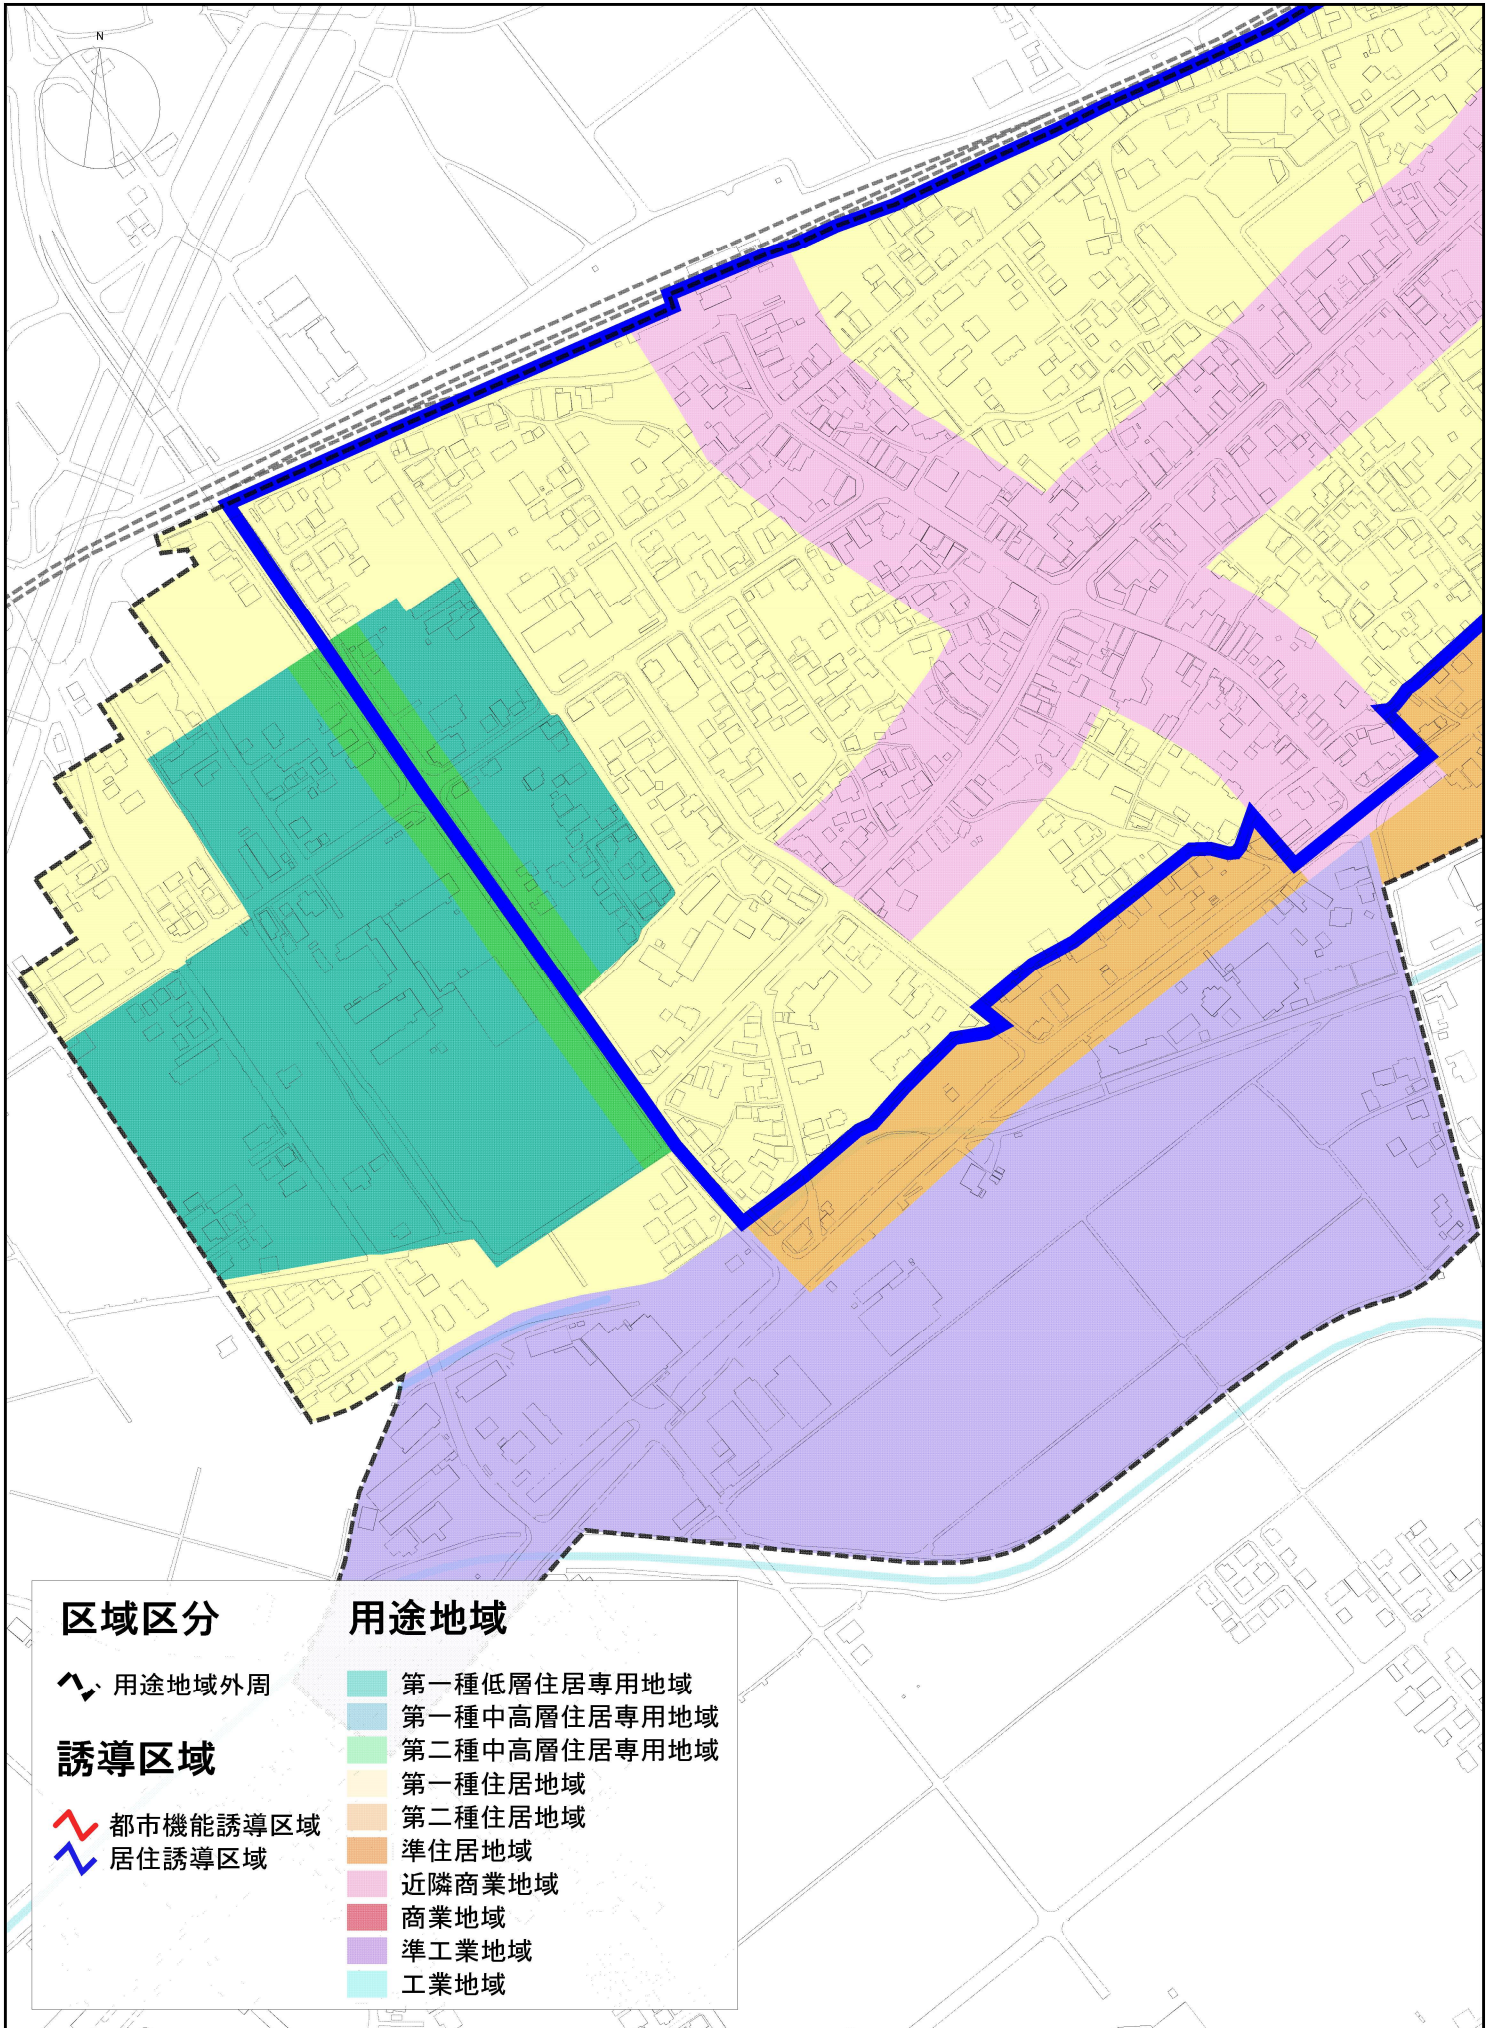 N
区域区分
用途地域外周
誘導区域
都市機能誘導区域
居住誘導区域
用途地域
第一種低層住居専用地域
第一種中高層住居専用地域
第二種中高層住居専用地域
第一種住居地域
第二種住居地域
準住居地域
近隣商業地域
商業地域
準工業地域
工業地域